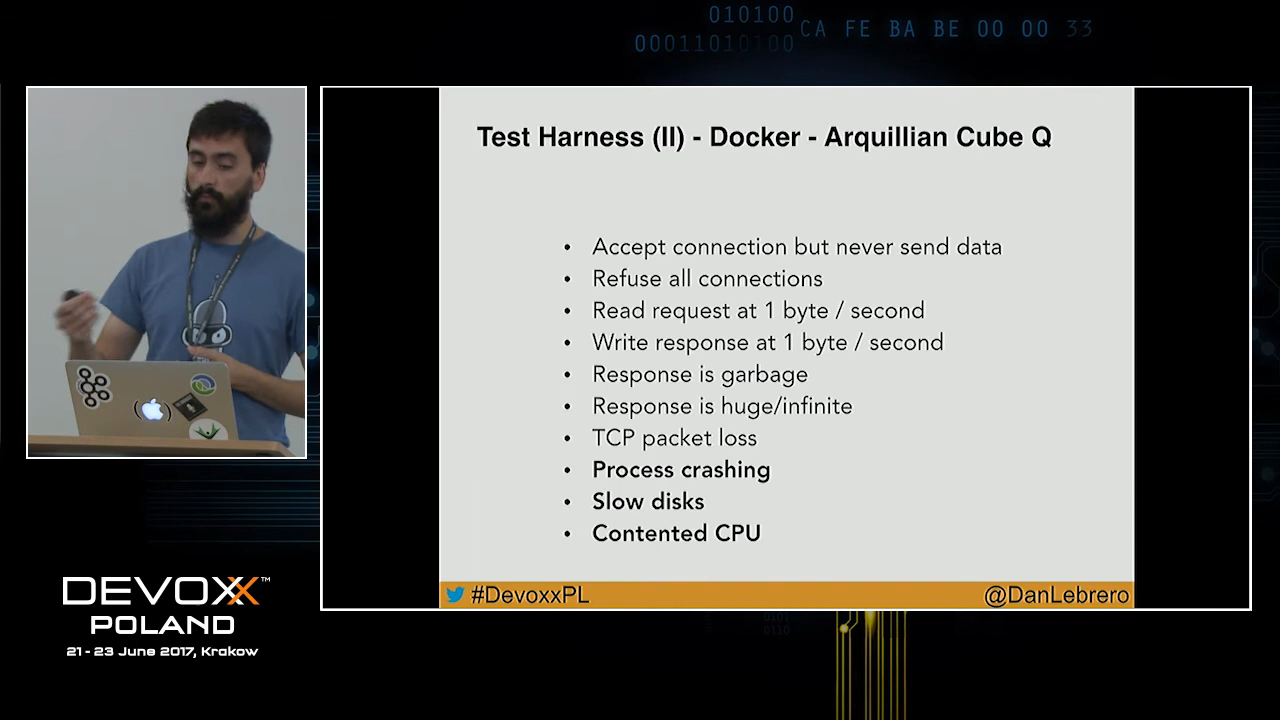 010100
00011010100
CA FE BA BE 00 00 33
Test Harness (II) - Docker - Arquillian Cube Q
• Accept connection but never send data
• Refuse all connections
• Read request at 1 byte / second
• Write response at 1 byte / second
• Response is garbage
• Response is huge/infinite
• TCP packet loss
• Process crashing
• Slow disks
• Contented CPU
#DevoxxPL
@DanLebrero
DEVOXX™
POLAND
21 - 23 June 2017, Krakow